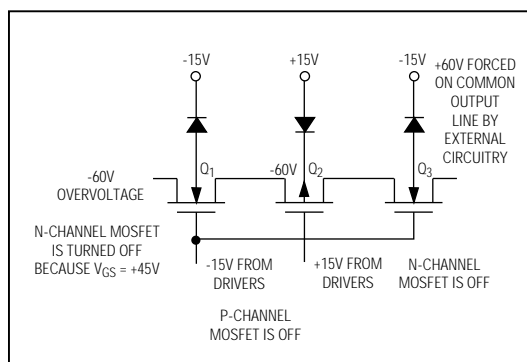 -15V
+15V
-15V
+60V FORCED
ON COMMON
OUTPUT
LINE BY
EXTERNAL
CIRCUITRY
-60V
OVERVOLTAGE
Q1
-60V
Q2
Q3
N-CHANNEL MOSFET
IS TURNED OFF
BECAUSE VGS = +45V
-15V FROM
DRIVERS
+15V FROM
DRIVERS
N-CHANNEL
MOSFET IS OFF
P-CHANNEL
MOSFET IS OFF